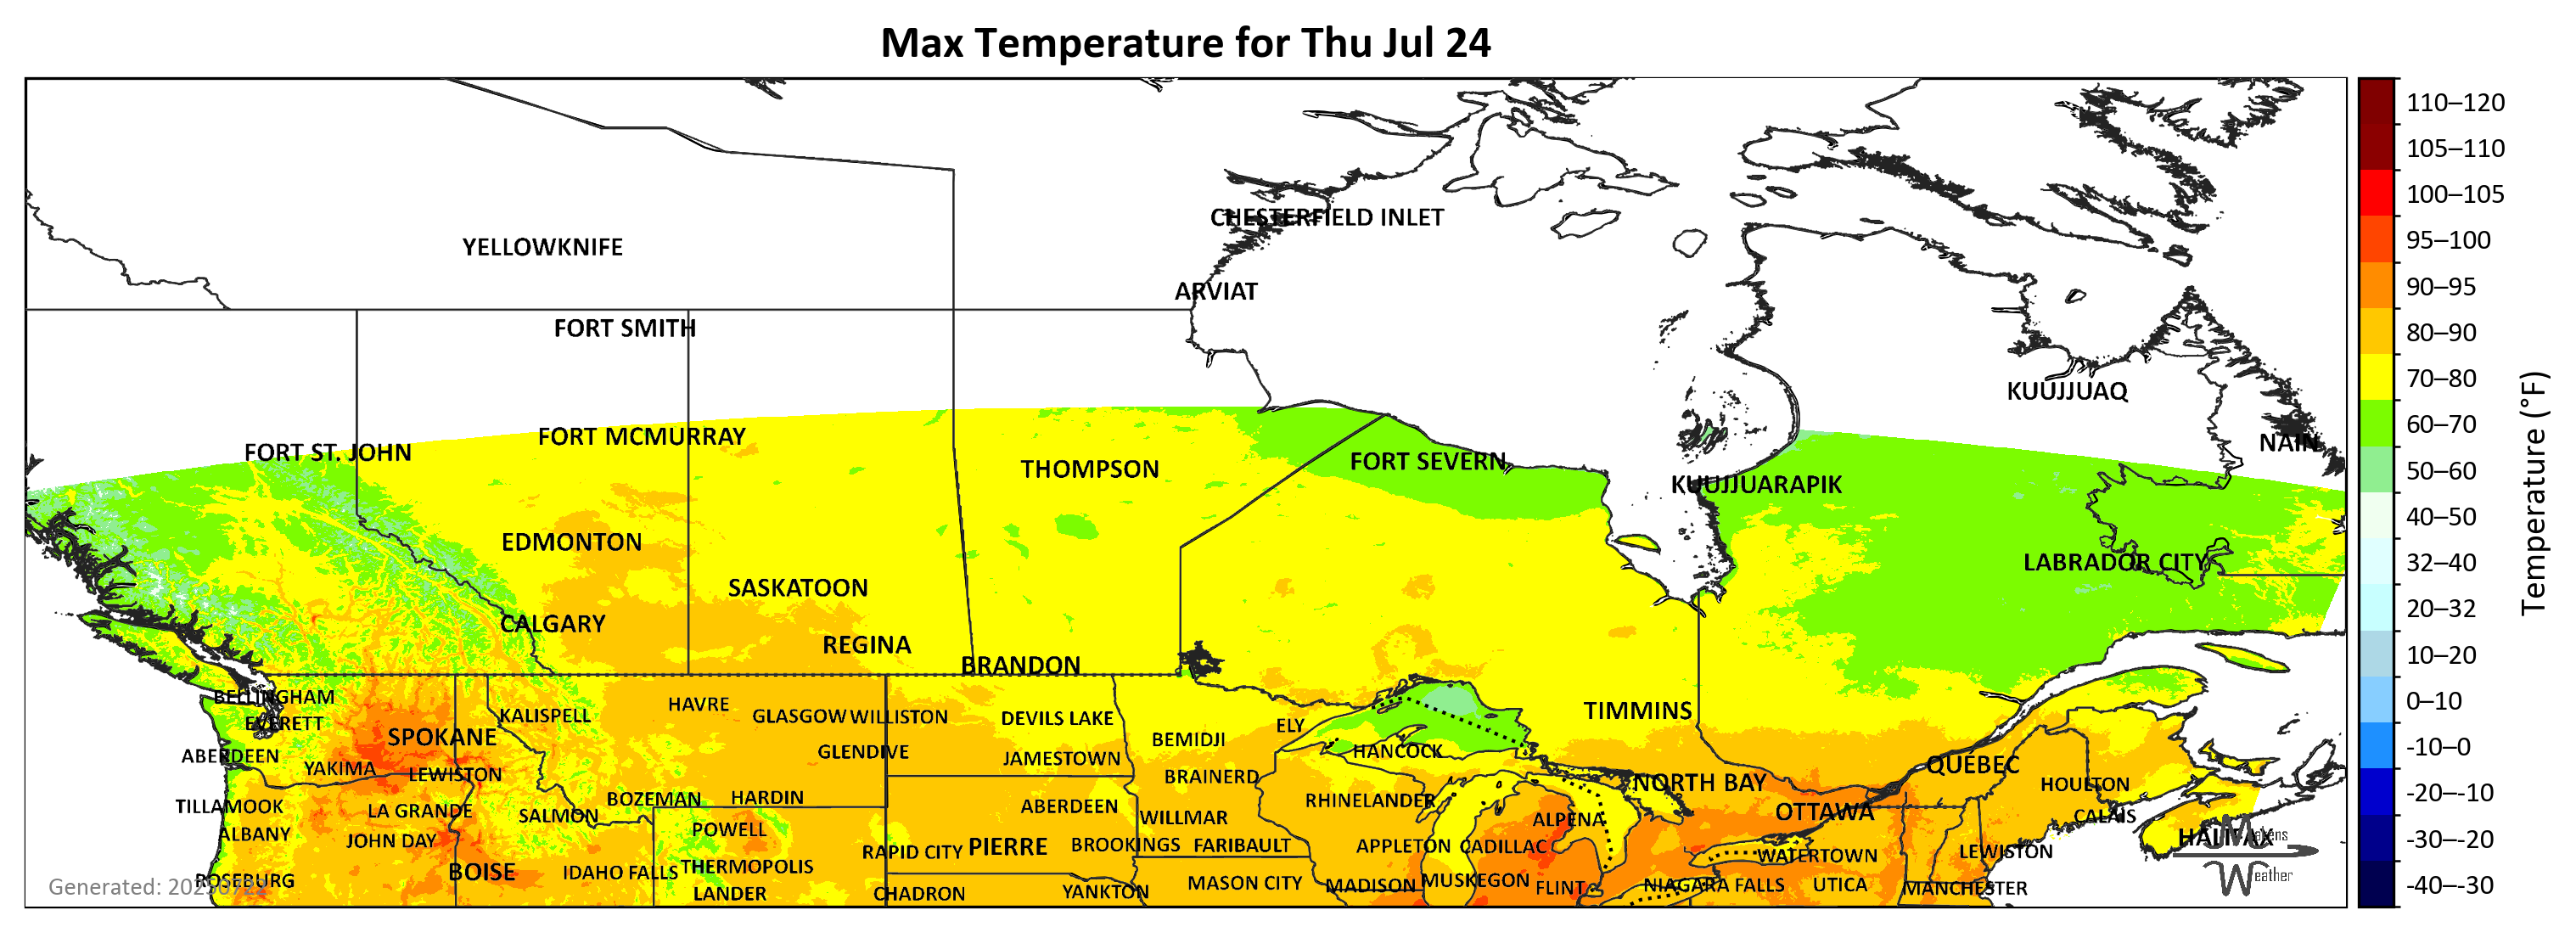 Max Temperature for Thu Jul 24
CHESTERFIELD INLET
YELLOWKNIFE
ARVIAT
FORT SMITH
KUUJJUAQ
FORT MCMURRAY
NAIN
FORT ST. JOHN
FORT SEVERN
THOMPSON
KUUJJUARAPIK
EDMONTON
LABRADOR CITY
SASKATOON
CALGARY
REGINA
BRANDON
BELLINGHAM
HAVRE
TIMMINS
KALISPELL
GLASGOW
WILLISTON
DEVILS LAKE
EVERETT
ELY
SPOKANE
BEMIDJI
ABERDEEN
GLENDIVE
JAMESTOWN
HANCOCK
QUÉBEC
YAKIMA
LEWISTON
BRAINERD
NORTH BAY
HOULTON
BOZEMAN
HARDIN
RHINELANDER
TILLAMOOK
LA GRANDE
SALMON
ABERDEEN
WILLMAR
ALPENA
OTTAWA
CALAIS
ALBANY
JOHN DAY
POWELL
HALIFAX
Makens
Weather
RAPID CITY
PIERRE
BROOKINGS
FARIBAULT
APPLETON
CADILLAC
WATERTOWN
LEWISTON
ROSEBURG
BOISE
IDAHO FALLS
THERMOPOLIS
MASON CITY
MADISON
MUSKEGON
FLINT
NIAGARA FALLS
UTICA
MANCHESTER
LANDER
CHADRON
YANKTON
Generated:
110–120
105–110
100–105
95–100
90–95
80–90
70–80
60–70
50–60
40–50
32–40
20–32
10–20
0–10
-10–0
-20–-10
-30–-20
-40–-30
Temperature (°F)